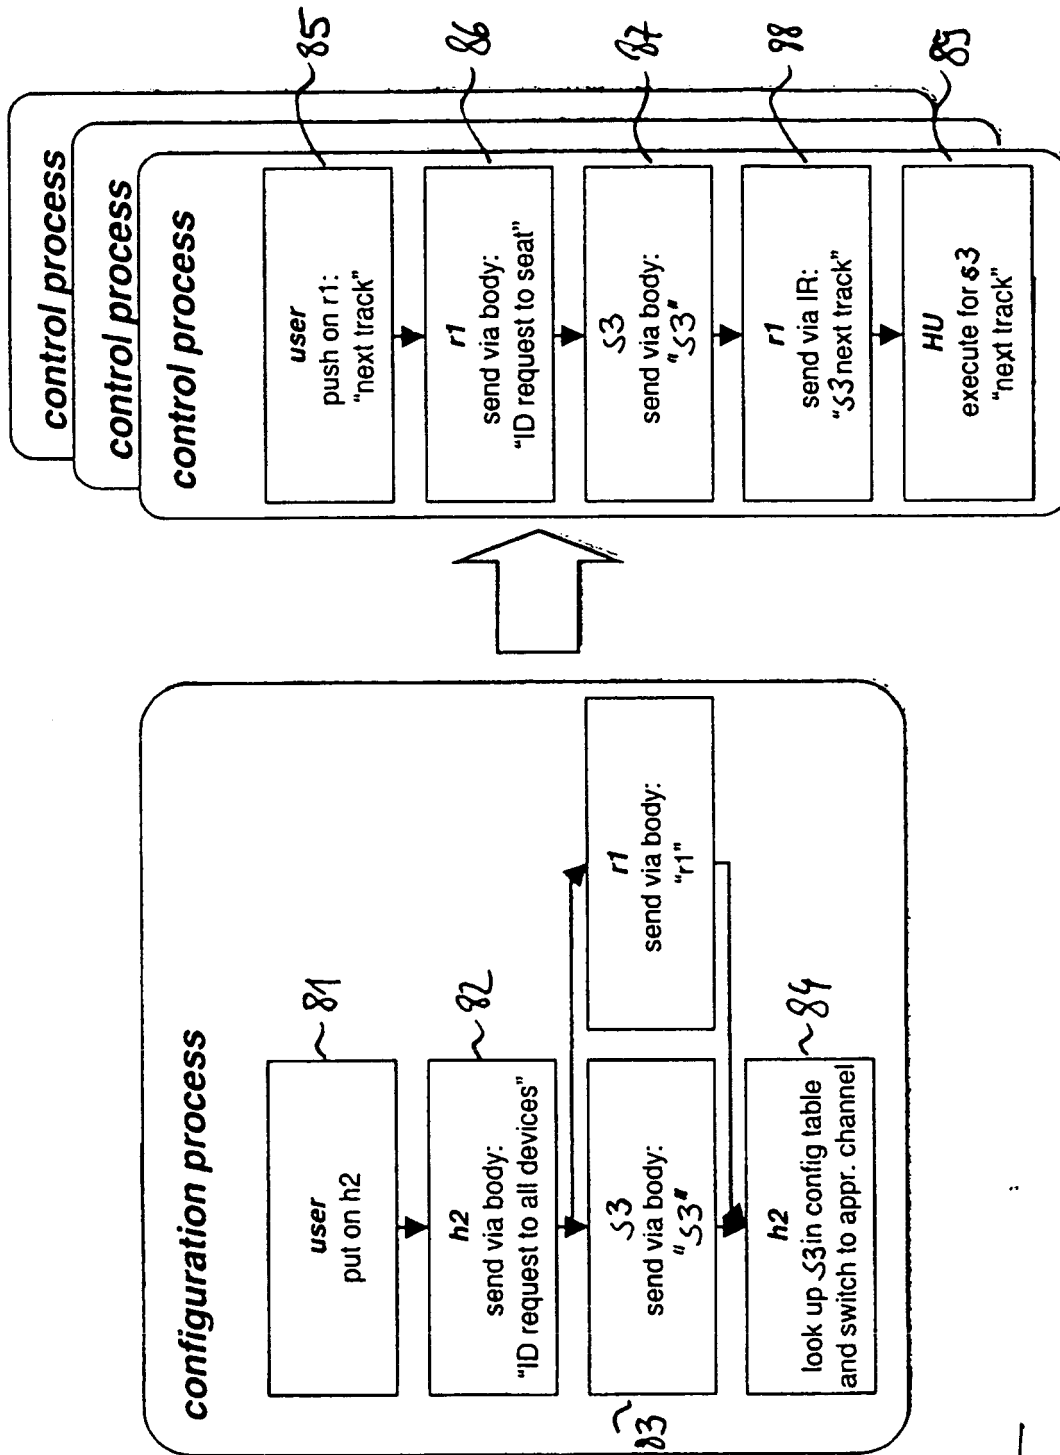 configuration process
user
put on h2
81
h2
send via body:
“ID request to all devices”
82
s3
send via body:
“s3”
83
r1
send via body:
“r1”
h2
look up s3 in config table
and switch to appr. channel
84
control process
control process
control process
user
push on r1:
“next track”
85
r1
send via body:
“ID request to seat”
86
s3
send via body:
“s3”
87
r1
send via IR:
“s3 next track”
88
HU
execute for s3
“next track”
89